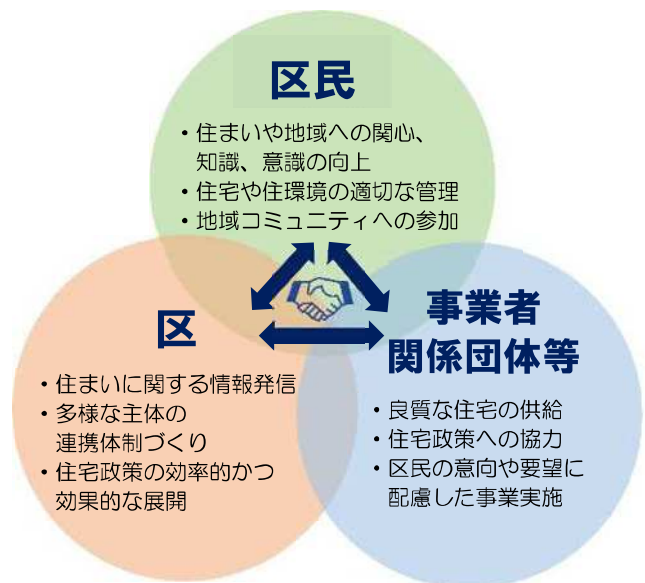 区民
・住まいや地域への関心、
知識、意識の向上
・住宅や住環境の適切な管理
・地域コミュニティへの参加
区
・住まいに関する情報発信
・多様な主体の
連携体制づくり
・住宅政策の効率的かつ
効果的な展開
事業者
関係団体等
・良質な住宅の供給
・住宅政策への協力
・区民の意向や要望に
配慮した事業実施